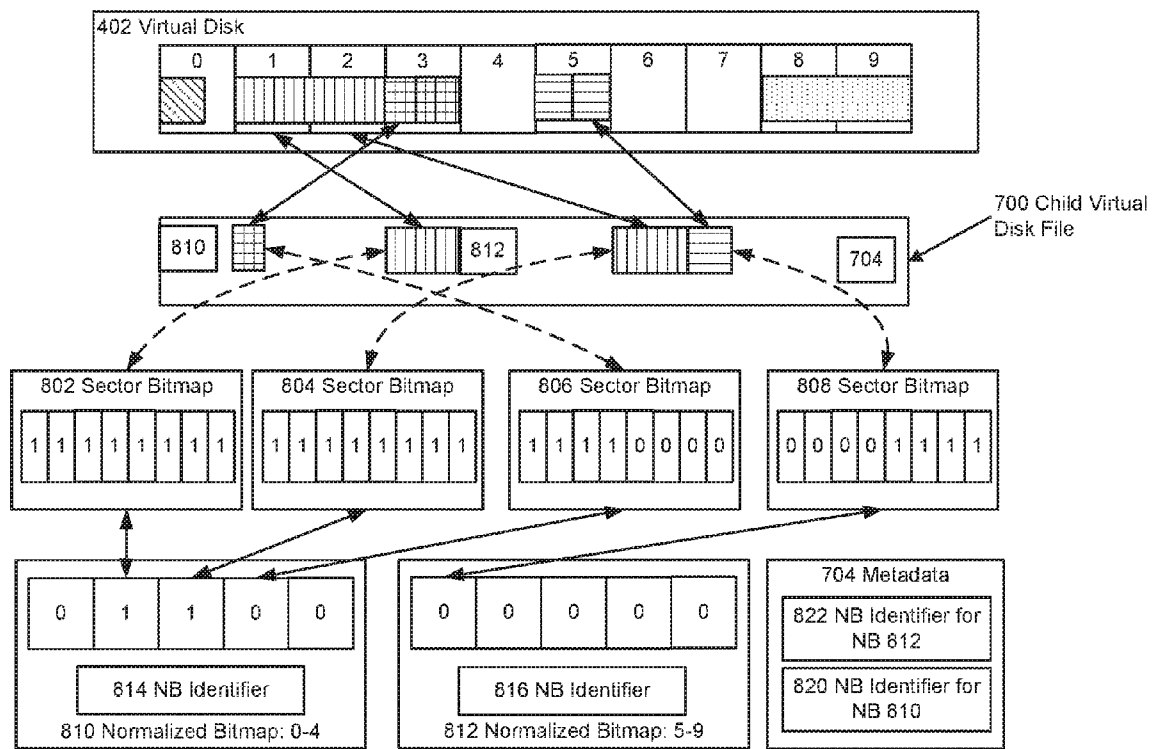 402 Virtual Disk
0 1 2 3 4 5 6 7 8 9
700 Child Virtual
Disk File
810 812 704
802 Sector Bitmap
1 1 1 1 1 1 1 1
804 Sector Bitmap
1 1 1 1 1 1 1 1
806 Sector Bitmap
1 1 1 1 0 0 0 0
808 Sector Bitmap
0 0 0 0 1 1 1 1
0 1 1 0 0
814 NB Identifier
810 Normalized Bitmap: 0-4
0 0 0 0 0
816 NB Identifier
812 Normalized Bitmap: 5-9
704 Metadata
822 NB Identifier for
NB 812
820 NB Identifier for
NB 810